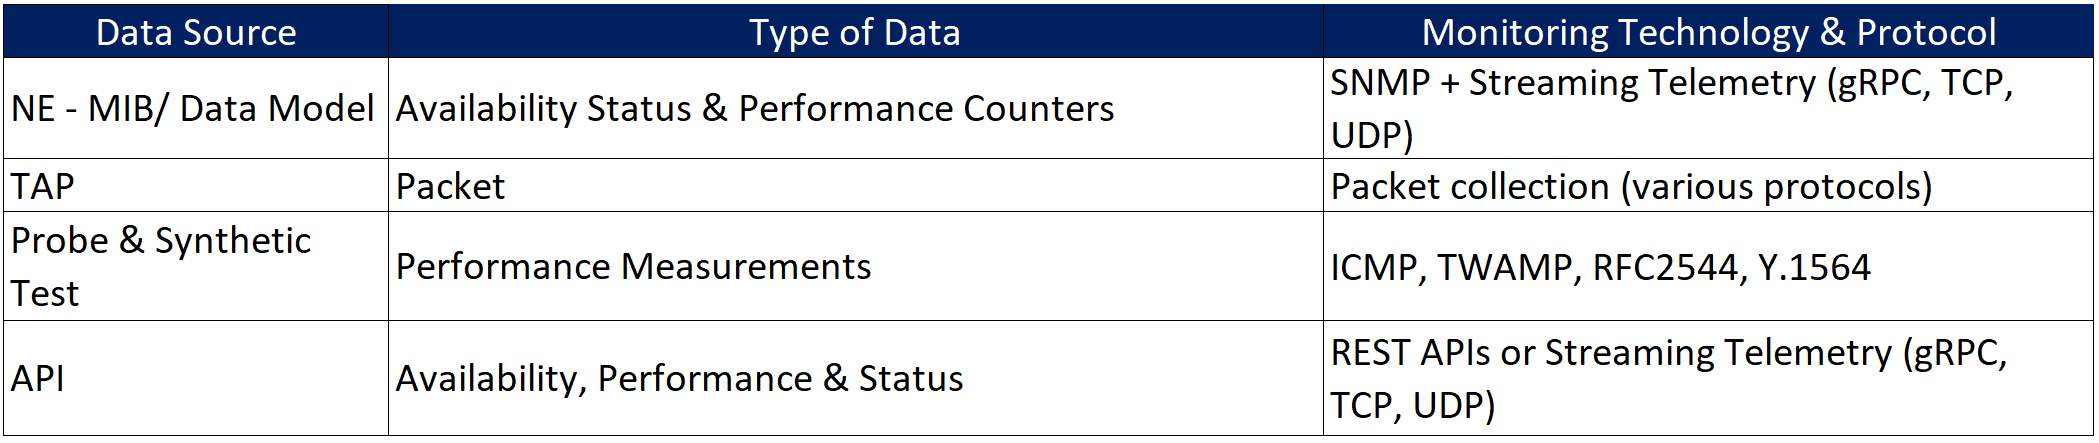 Data Source
Type of Data
Monitoring Technology & Protocol
NE - MIB/ Data Model
Availability Status & Performance Counters
SNMP + Streaming Telemetry (gRPC, TCP,
UDP)
TAP
Packet
Packet collection (various protocols)
Probe & Synthetic
Test
Performance Measurements
ICMP, TWAMP, RFC2544, Y.1564
API
Availability, Performance & Status
REST APIs or Streaming Telemetry (gRPC,
TCP, UDP)